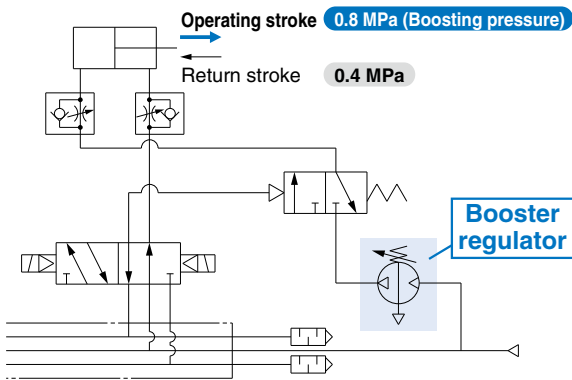 Operating stroke 0.8 MPa (Boosting pressure)
Return stroke 0.4 MPa
Booster
regulator